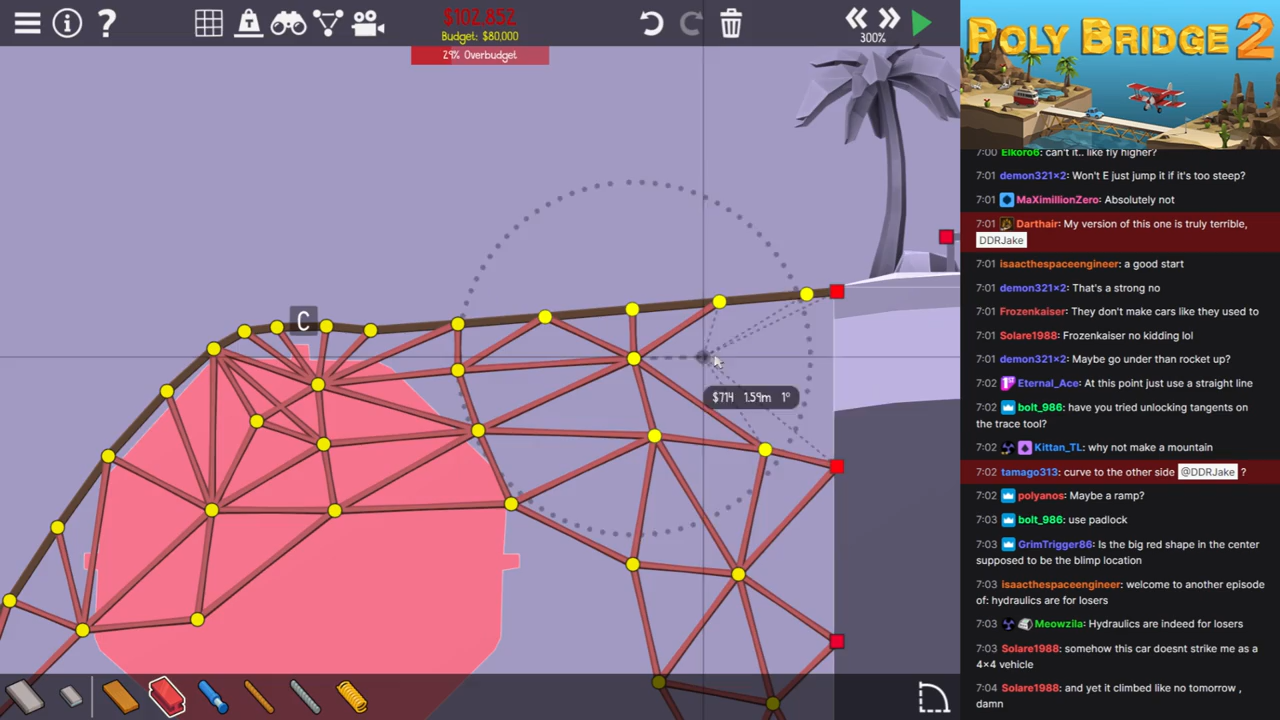 $102,852
Budget: $80,000
29% Overbudget
300%
C
$714 1.59m 1°
POLY BRIDGE 2
7:00 Elkoro6: can't it.. like fly higher?
7:01 demon321×2: Won't E just jump it if it's too steep?
7:01 MaXimillionZero: Absolutely not
7:01 Darthair: My version of this one is truly terrible,
DDRJake
7:01 isaacthespaceengineer: a good start
7:01 demon321×2: That's a strong no
7:01 Frozenkaiser: They don't make cars like they used to
7:01 Solare1988: Frozenkaiser no kidding lol
7:01 demon321×2: Maybe go under than rocket up?
7:02 Eternal_Ace: At this point just use a straight line
7:02 bolt_986: have you tried unlocking tangents on
the trace tool?
7:02 Kittan_TL: why not make a mountain
7:02 tamago313: curve to the other side @DDRJake ?
7:02 polyanos: Maybe a ramp?
7:03 bolt_986: use padlock
7:03 GrimTrigger86: Is the big red shape in the center
supposed to be the blimp location
7:03 isaacthespaceengineer: welcome to another episode
of: hydraulics are for losers
7:03 Meowzila: Hydraulics are indeed for losers
7:03 Solare1988: somehow this car doesnt strike me as a
4×4 vehicle
7:04 Solare1988: and yet it climbed like no tomorrow ,
damn